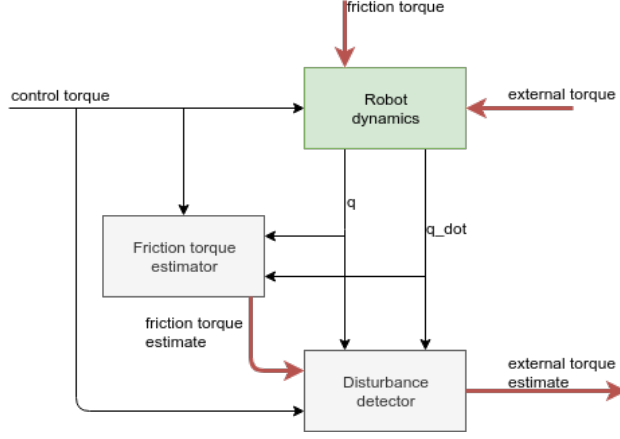 friction torque
control torque
Robot
dynamics
external torque
q
q_dot
Friction torque
estimator
friction torque
estimate
Disturbance
detector
external torque
estimate